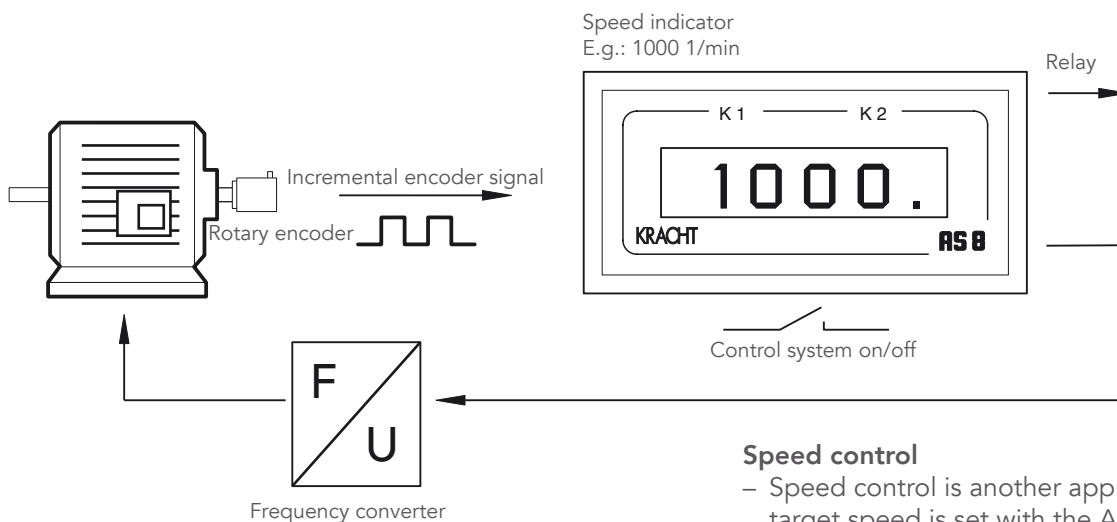 Speed indicator
E.g.: 1000 1/min
Relay
K 1
K 2
1000.
Incremental encoder signal
Rotary encoder
KRACHT
AS 8
Control system on/off
F
U
Frequency converter
Speed control
– Speed control is another app
target speed is set with the A